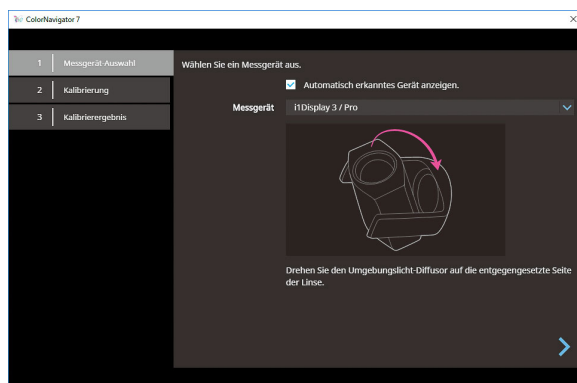 ColorNavigator 7
1 Messgerät-Auswahl
2 Kalibrierung
3 Kalibrierergebnis
Wählen Sie ein Messgerät aus.
Automatisch erkanntes Gerät anzeigen.
Messgerät i1Display 3 / Pro
Drehen Sie den Umgebungslicht-Diffusor auf die entgegengesetzte Seite
der Linse.